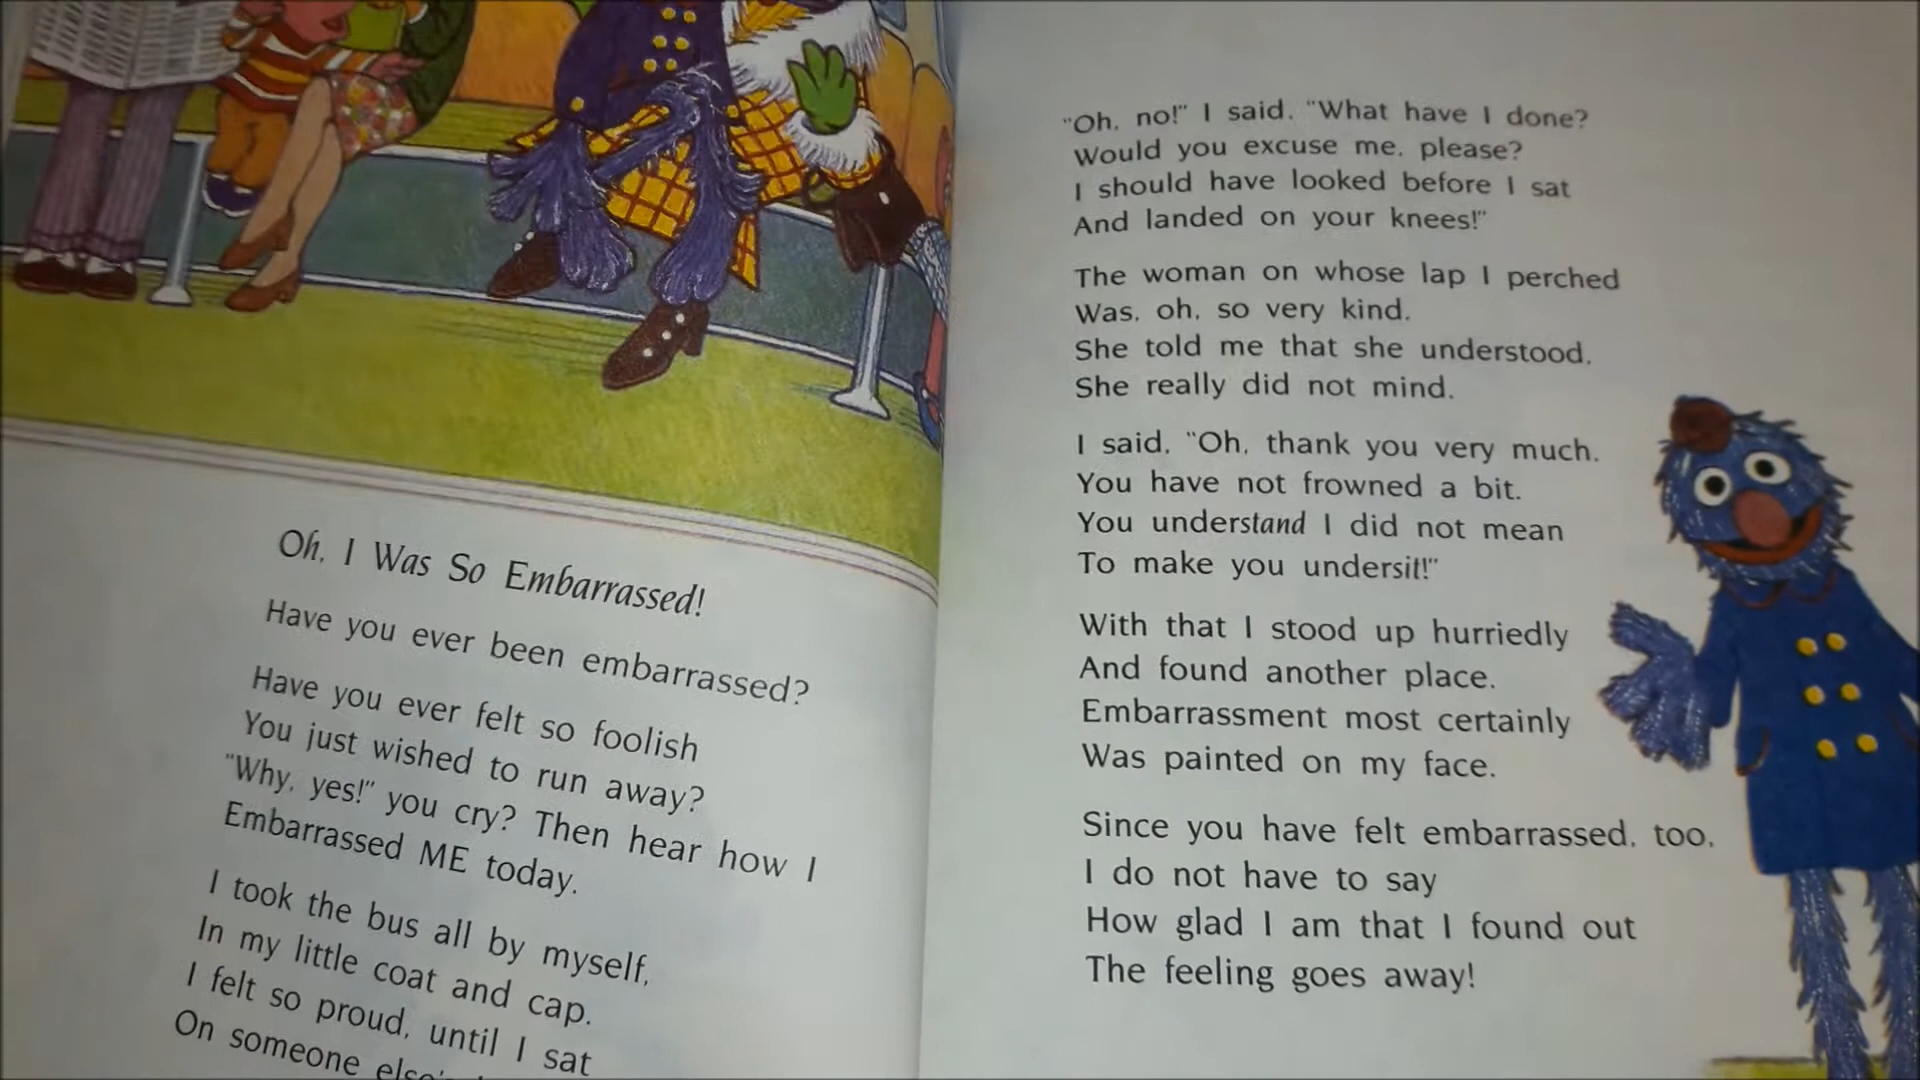 Oh, I Was So Embarrassed!
Have you ever been embarrassed?
Have you ever felt so foolish
You just wished to run away?
"Why, yes!" you cry? Then hear how I
Embarrassed ME today.
I took the bus all by myself,
In my little coat and cap.
I felt so proud, until I sat
On someone else's
"Oh, no!" I said. "What have I done?
Would you excuse me, please?
I should have looked before I sat
And landed on your knees!"
The woman on whose lap I perched
Was, oh, so very kind.
She told me that she understood.
She really did not mind.
I said, "Oh, thank you very much.
You have not frowned a bit.
You understand I did not mean
To make you undersit!"
With that I stood up hurriedly
And found another place.
Embarrassment most certainly
Was painted on my face.
Since you have felt embarrassed, too,
I do not have to say
How glad I am that I found out
The feeling goes away!